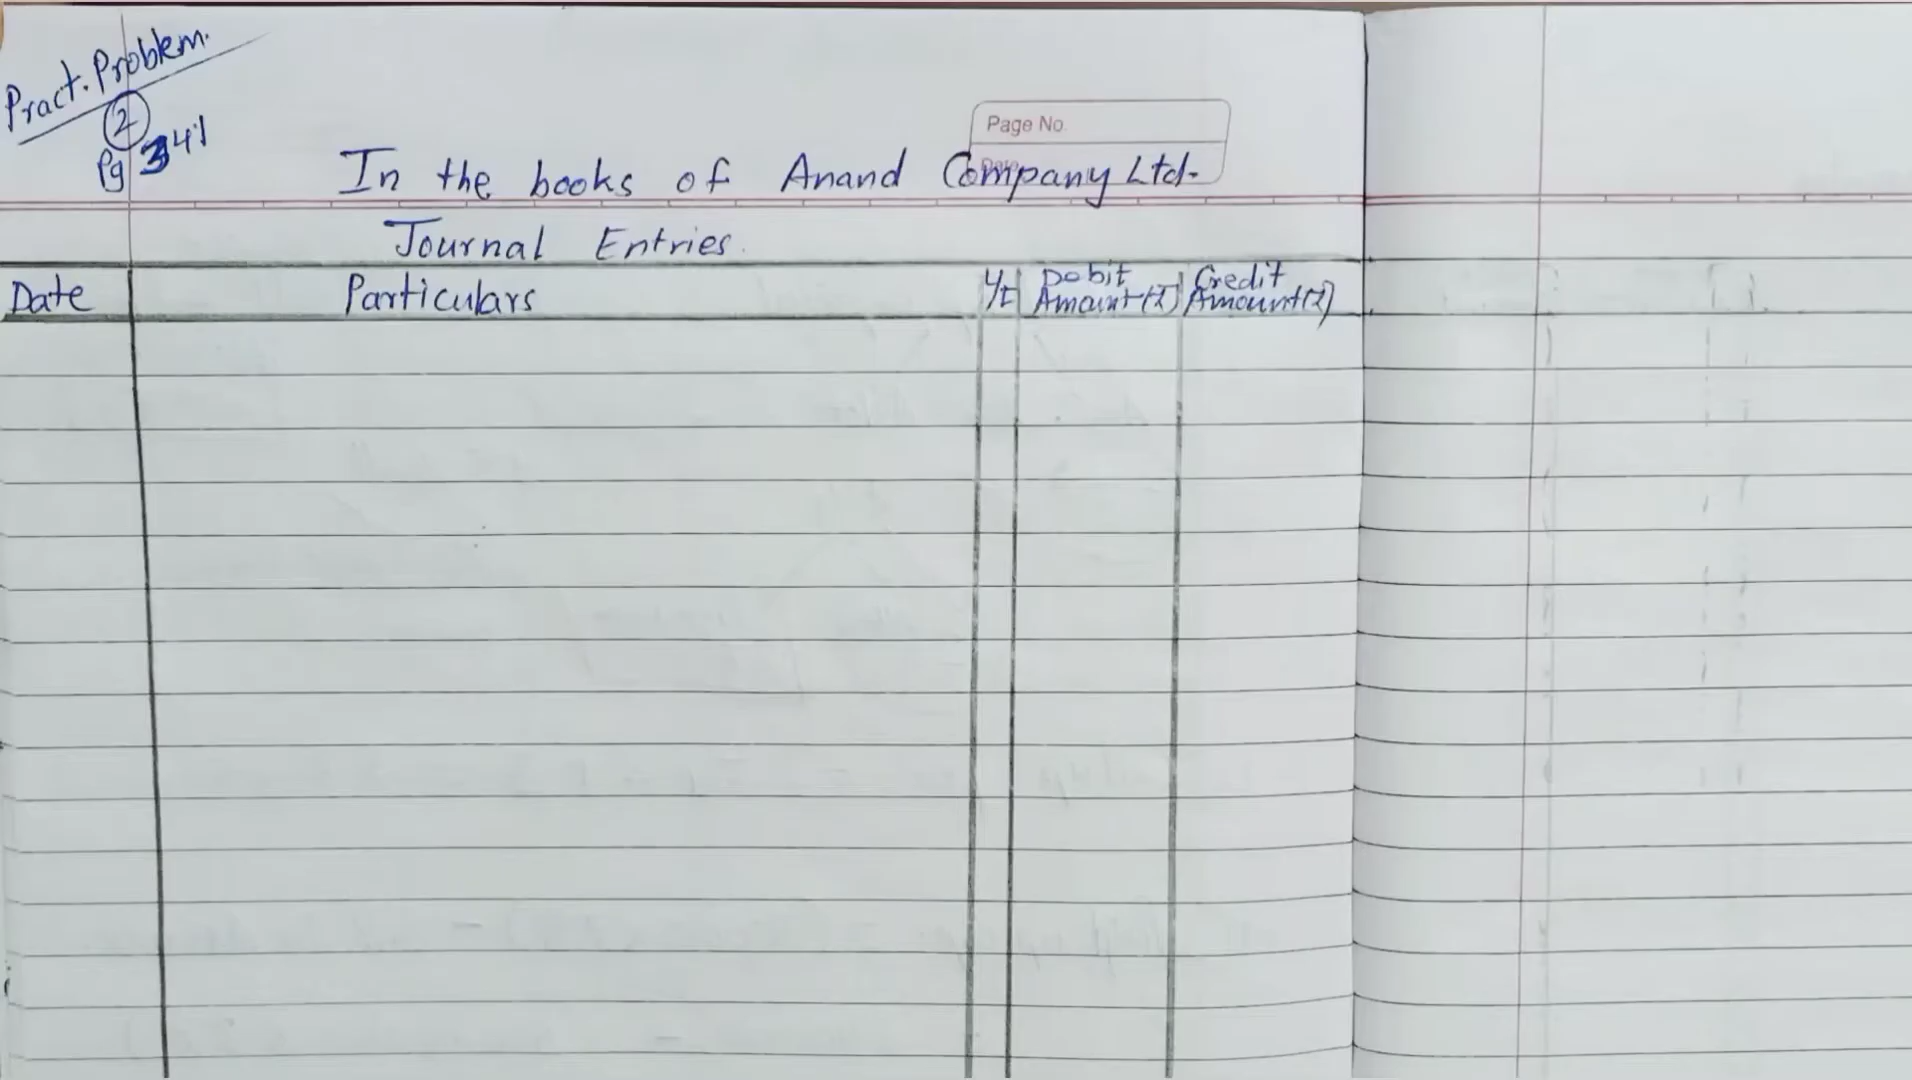 Pract. Problem.
2
Pg 341
Page No.
In the books of Anand Company Ltd.
Journal Entries.
Date Particulars L/F Debit Amount(₹) Credit Amount(₹)